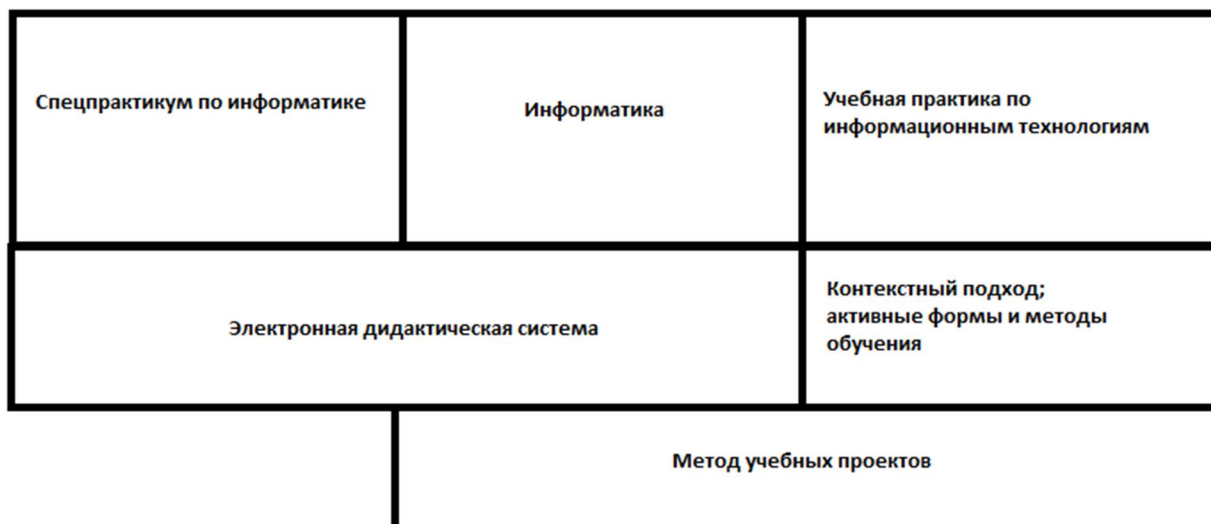 Спецпрактикум по информатике
Информатика
Учебная практика по
информационным технологиям
Электронная дидактическая система
Контекстный подход;
активные формы и методы
обучения
Метод учебных проектов